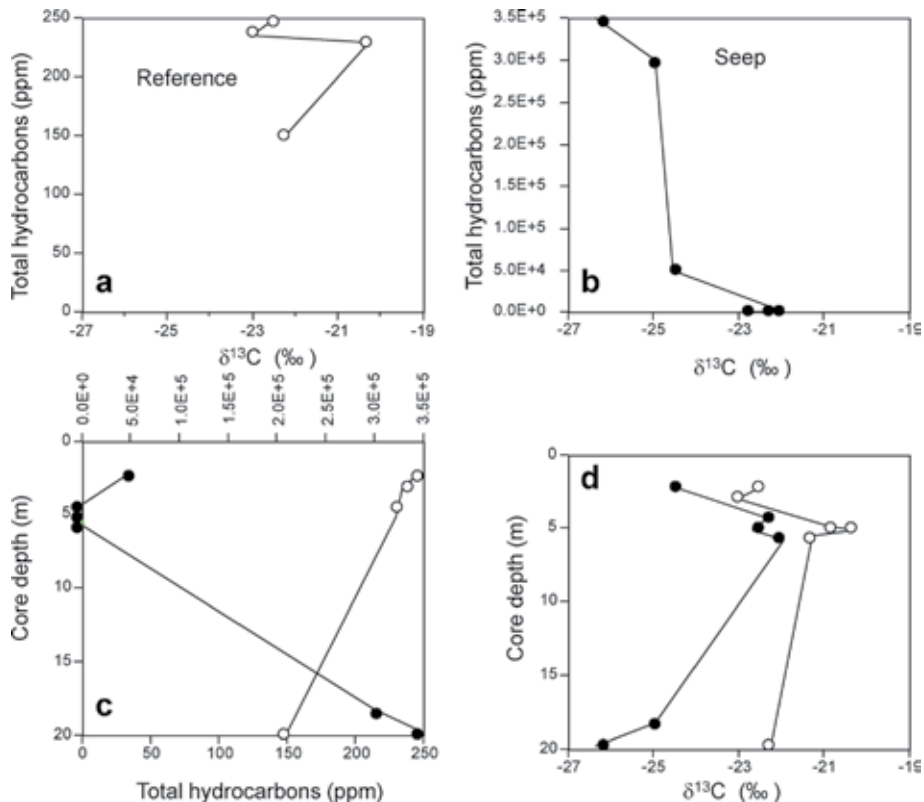 250
200
150
200
250
0
Total hydrocarbons (ppm)
Reference
a
-27
-25
-23
-21
-19
δ13C (‰)
3.5E+5
3.0E+5
2.5E+5
2.0E+5
1.5E+5
1.0E+5
5.0E+4
0.0E+0
Total hydrocarbons (ppm)
Seep
b
-27
-25
-23
-21
-19
δ13C (‰)
0.0E+0
5.0E+4
1.0E+5
1.5E+5
2.0E+5
2.5E+5
3.0E+5
3.5E+5
0
5
10
15
20
Core depth (m)
c
0
50
100
150
200
250
Total hydrocarbons (ppm)
0
5
10
15
20
Core depth (m)
d
-27
-25
-23
-21
-19
δ13C (‰)